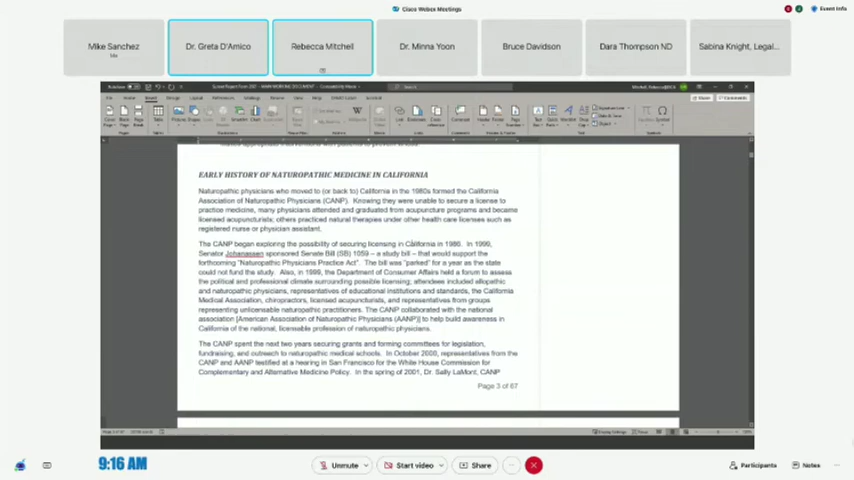 Cisco Webex Meetings
Event Info
Mike Sanchez
Me
Dr. Greta D'Amico
Rebecca Mitchell
Dr. Minna Yoon
Bruce Davidson
Dara Thompson ND
Sabina Knight, Legal...
EARLY HISTORY OF NATUROPATHIC MEDICINE IN CALIFORNIA
Naturopathic physicians who moved to (or back to) California in the 1980s formed the California
Association of Naturopathic Physicians (CANP). Knowing they were unable to secure a license to
practice medicine, many physicians attended and graduated from acupuncture programs and became
licensed acupuncturists; others practiced natural therapies under other health care licenses such as
registered nurse or physician assistant.
The CANP began exploring the possibility of securing licensing in California in 1986. In 1999,
Senator Johanassen sponsored Senate Bill (SB) 1059 – a study bill – that would support the
forthcoming "Naturopathic Physicians Practice Act". The bill was "parked" for a year as the state
could not fund the study. Also, in 1999, the Department of Consumer Affairs held a forum to assess
the political and professional climate surrounding possible licensing; attendees included allopathic
and naturopathic physicians, representatives of educational institutions and standards, the California
Medical Association, chiropractors, licensed acupuncturists, and representatives from groups
representing unlicensable naturopathic practitioners. The CANP collaborated with the national
association [American Association of Naturopathic Physicians (AANP)] to help build awareness in
California of the national, licensable profession of naturopathic physicians.
The CANP spent the next two years securing grants and forming committees for legislation,
fundraising, and outreach to naturopathic medical schools. In October 2008, representatives from the
CANP and AANP testified at a hearing in San Francisco for the White House Commission for
Complementary and Alternative Medicine Policy. In the spring of 2001, Dr. Sally LaMont, CANP
Page 3 of 67
9:16 AM
Unmute
Start video
Share
Participants
Notes